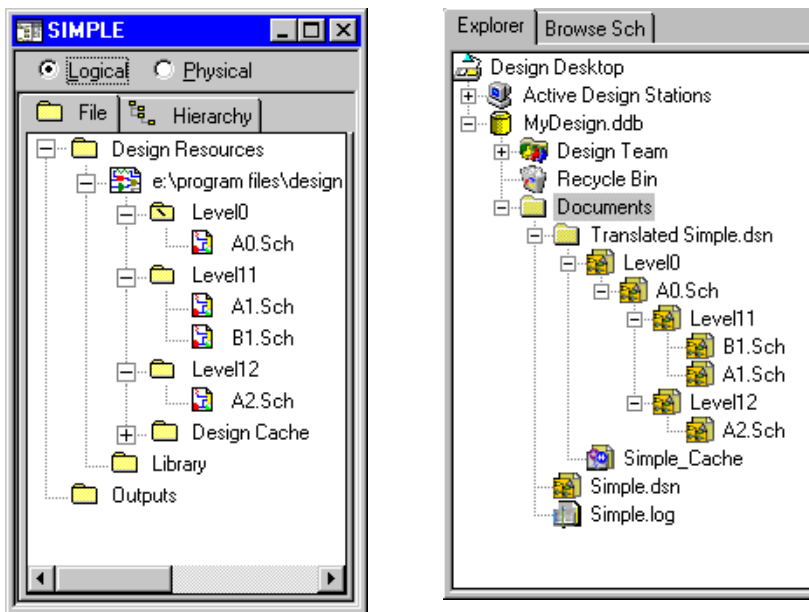 SIMPLE
Logical Physical
File Hierarchy
Design Resources
e:\program files\design
Level0
A0.Sch
Level11
A1.Sch
B1.Sch
Level12
A2.Sch
Design Cache
Library
Outputs
Explorer Browse Sch
Design Desktop
Active Design Stations
MyDesign.ddb
Design Team
Recycle Bin
Documents
Translated Simple.dsn
Level0
A0.Sch
Level11
B1.Sch
A1.Sch
Level12
A2.Sch
Simple_Cache
Simple.dsn
Simple.log